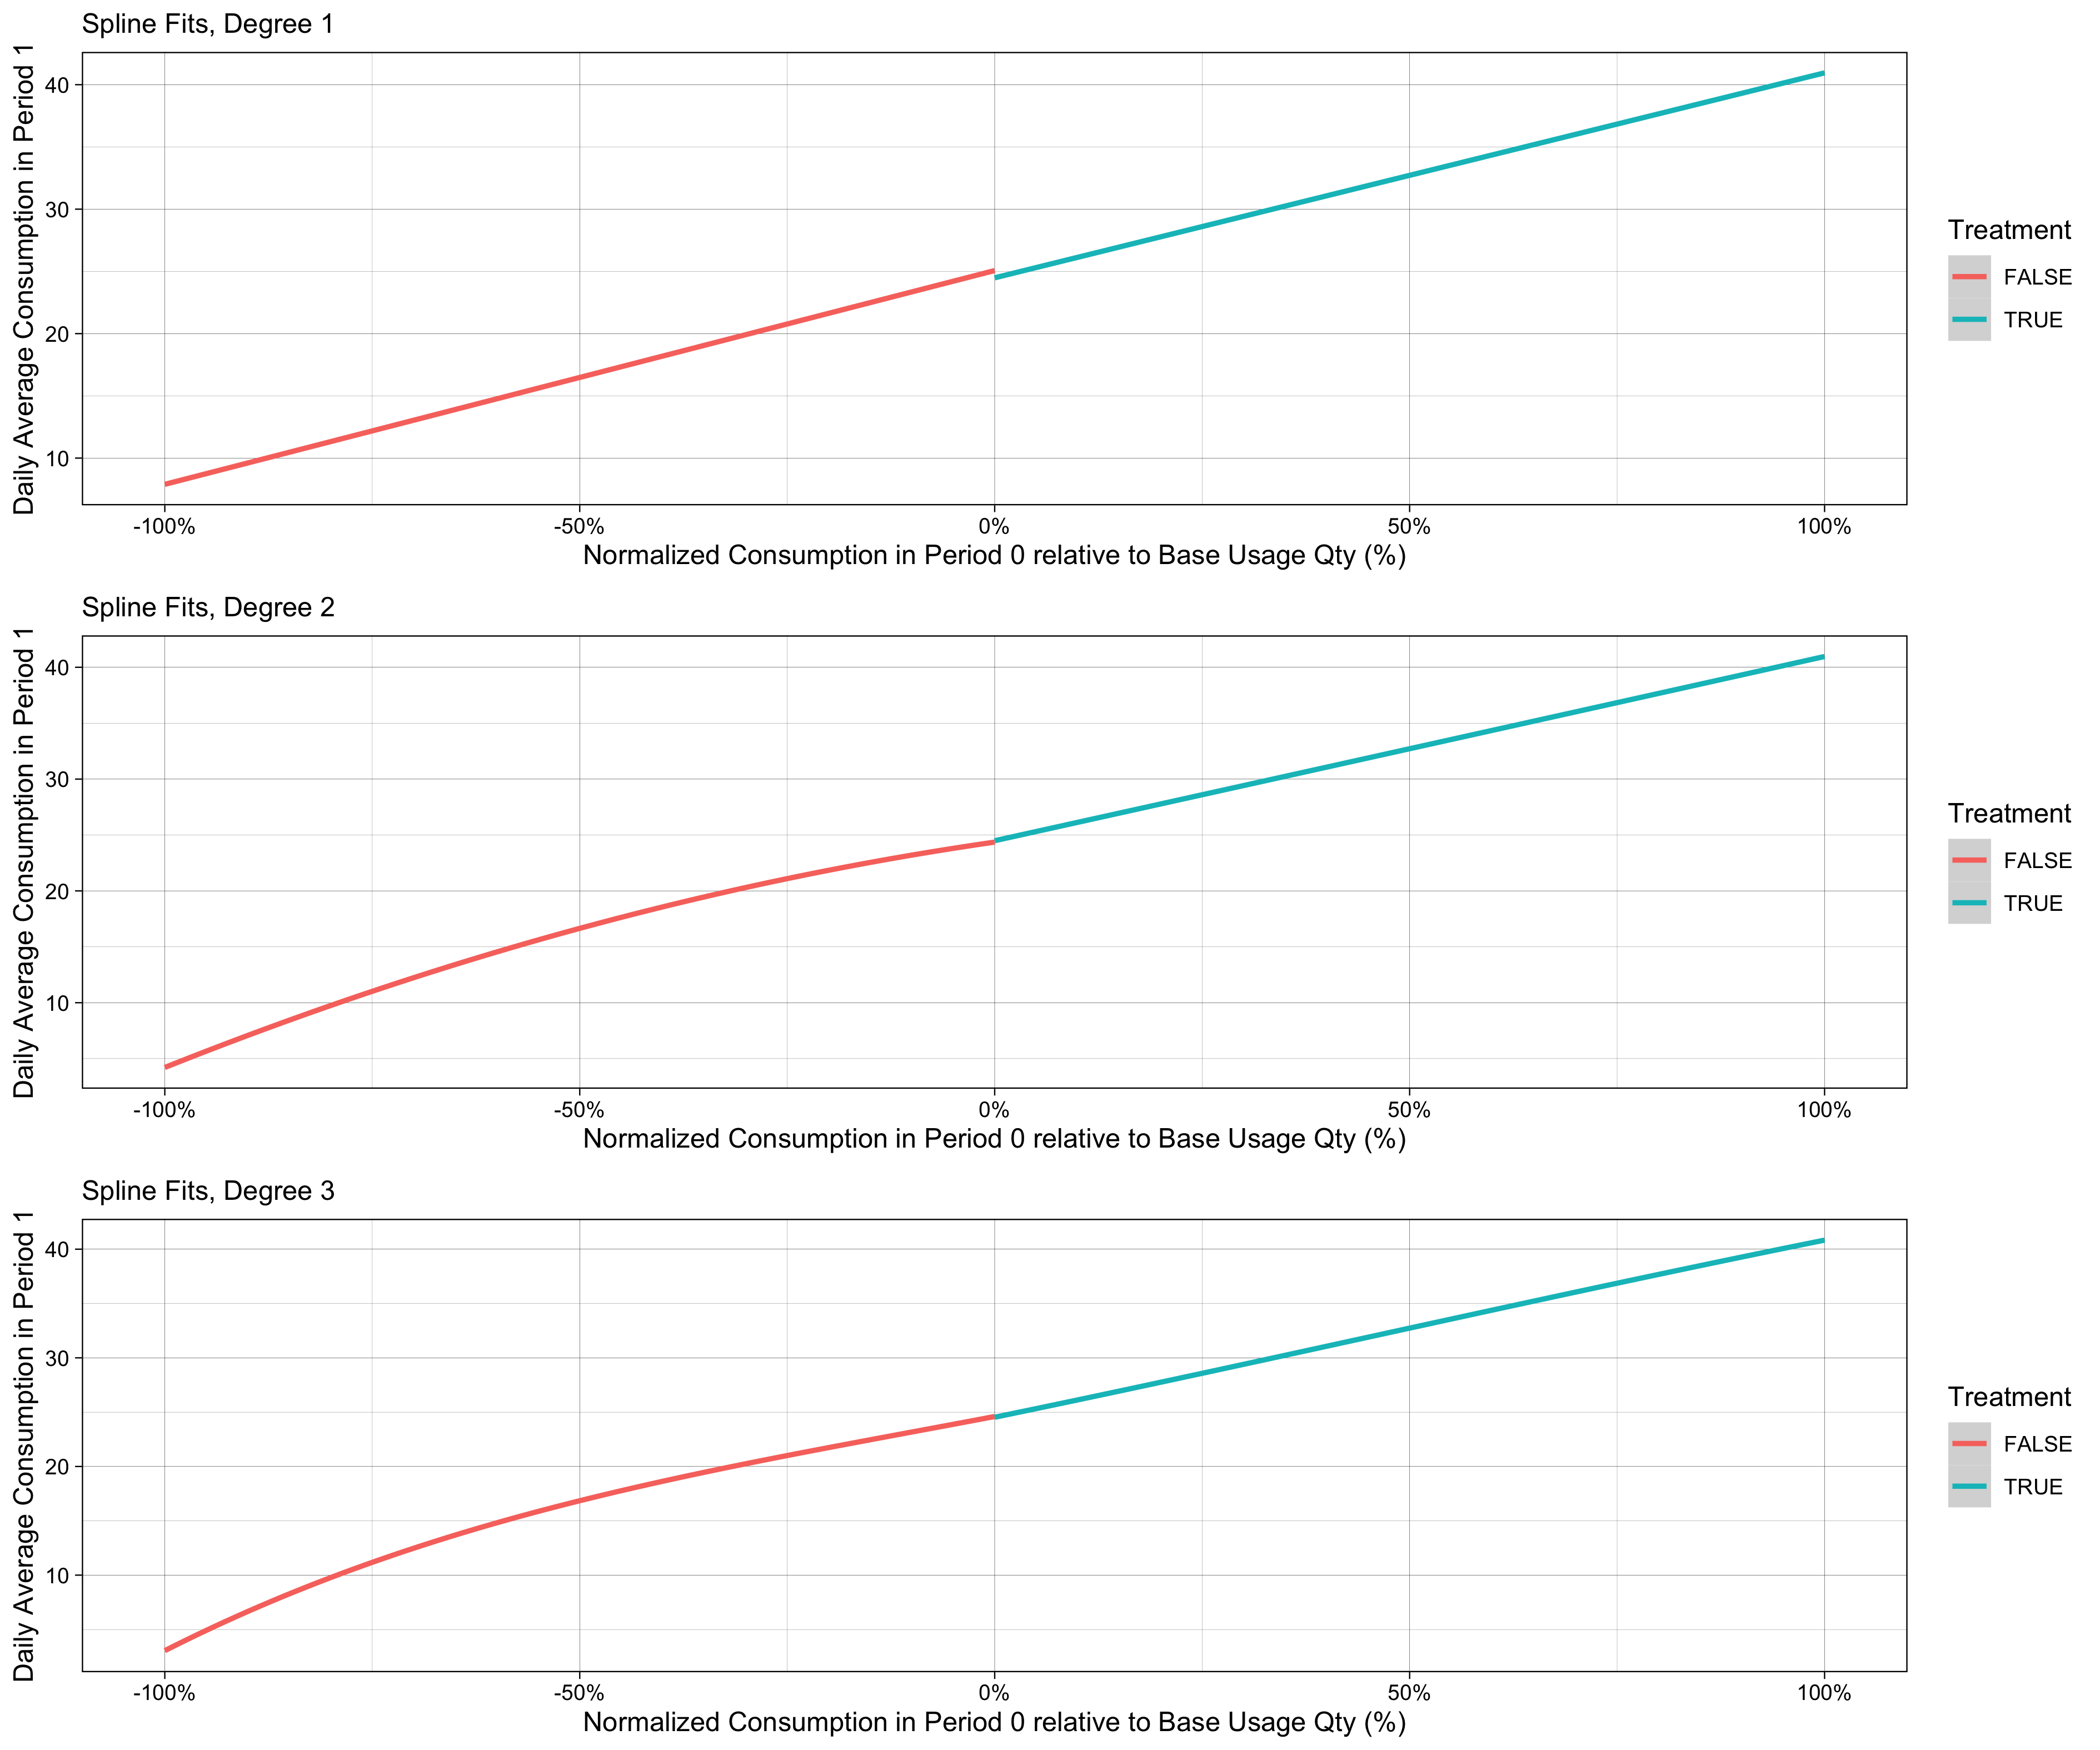 Spline Fits, Degree 1
Daily Average Consumption in Period 1
40
30
20
10
-100%
-50%
0%
50%
100%
Normalized Consumption in Period 0 relative to Base Usage Qty (%)
Treatment
FALSE
TRUE
Spline Fits, Degree 2
Daily Average Consumption in Period 1
40
30
20
10
-100%
-50%
0%
50%
100%
Normalized Consumption in Period 0 relative to Base Usage Qty (%)
Treatment
FALSE
TRUE
Spline Fits, Degree 3
Daily Average Consumption in Period 1
40
30
20
10
-100%
-50%
0%
50%
100%
Normalized Consumption in Period 0 relative to Base Usage Qty (%)
Treatment
FALSE
TRUE